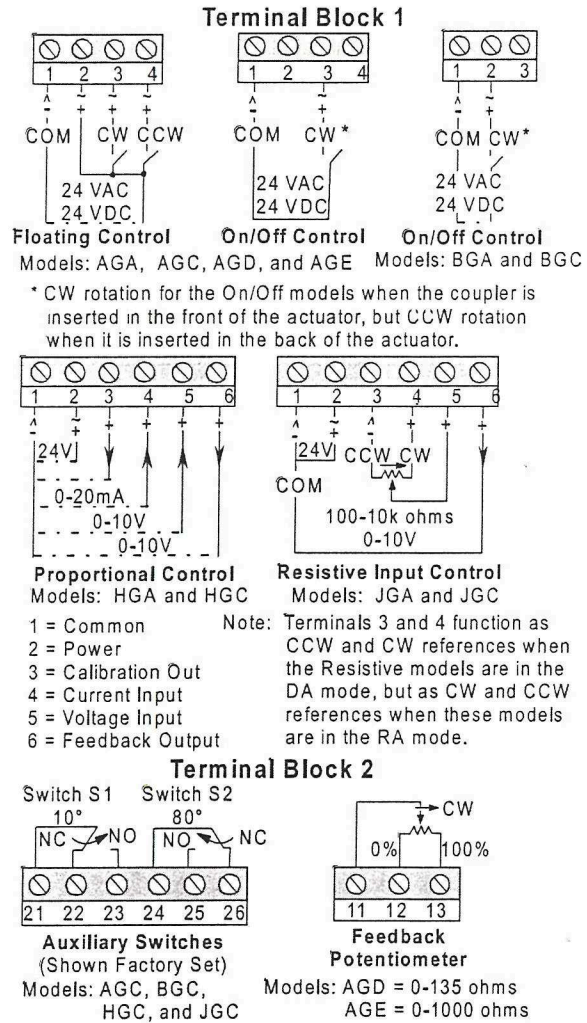 Terminal Block 1
1 2 3 4
1 2 3 4
1 2 3
COM CW CCW
COM CW*
COM CW*
24 VAC
24 VDC
24 VAC
24 VDC
24 VAC
24 VDC
Floating Control
On/Off Control
On/Off Control
Models: AGA, AGC, AGD, and AGE
Models: BGA and BGC
* CW rotation for the On/Off models when the coupler is
inserted in the front of the actuator, but CCW rotation
when it is inserted in the back of the actuator.
1 2 3 4 5 6
24V
0-20mA
0-10V
0-10V
Proportional Control
Models: HGA and HGC
1 = Common
2 = Power
3 = Calibration Out
4 = Current Input
5 = Voltage Input
6 = Feedback Output
1 2 3 4 5 6
24V CCW CW
COM
100-10k ohms
0-10V
Resistive Input Control
Models: JGA and JGC
Note: Terminals 3 and 4 function as
CCW and CW references when
the Resistive models are in the
DA mode, but as CW and CCW
references when these models
are in the RA mode.
Terminal Block 2
Switch S1 Switch S2
10° 80°
NC NO NO NC
21 22 23 24 25 26
Auxiliary Switches
(Shown Factory Set)
Models: AGC, BGC,
HGC, and JGC
CW
0% 100%
11 12 13
Feedback
Potentiometer
Models: AGD = 0-135 ohms
AGE = 0-1000 ohms